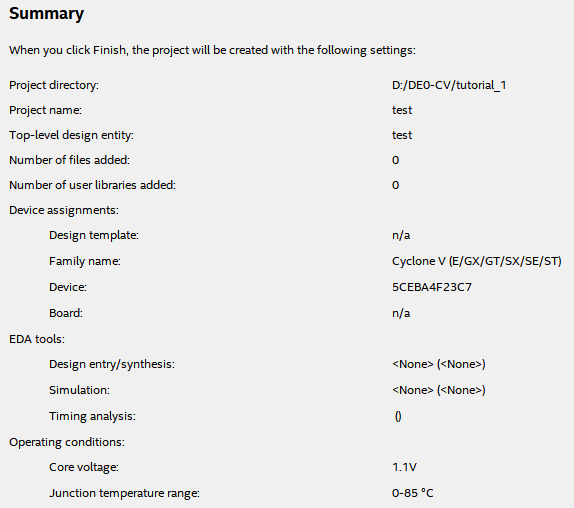 Summary
When you click Finish, the project will be created with the following settings:
Project directory: D:/DE0-CV/tutorial_1
Project name: test
Top-level design entity: test
Number of files added: 0
Number of user libraries added: 0
Device assignments:
Design template: n/a
Family name: Cyclone V (E/GX/GT/SX/SE/ST)
Device: 5CEBA4F23C7
Board: n/a
EDA tools:
Design entry/synthesis: <None> (<None>)
Simulation: <None> (<None>)
Timing analysis: ()
Operating conditions:
Core voltage: 1.1V
Junction temperature range: 0-85 °C